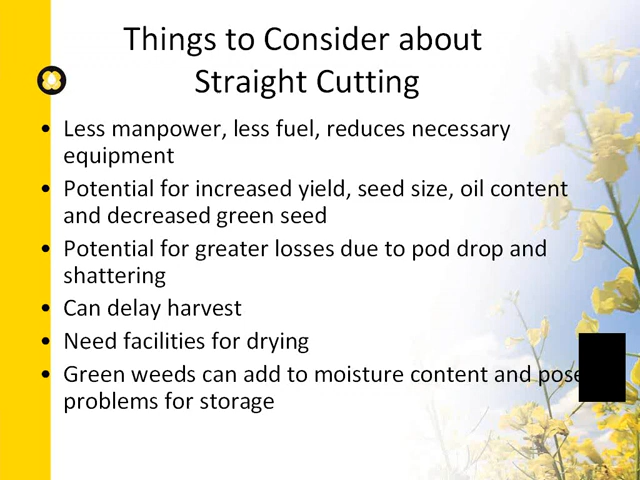 Things to Consider about
Straight Cutting
• Less manpower, less fuel, reduces necessary
equipment
• Potential for increased yield, seed size, oil content
and decreased green seed
• Potential for greater losses due to pod drop and
shattering
• Can delay harvest
• Need facilities for drying
• Green weeds can add to moisture content and pose
problems for storage